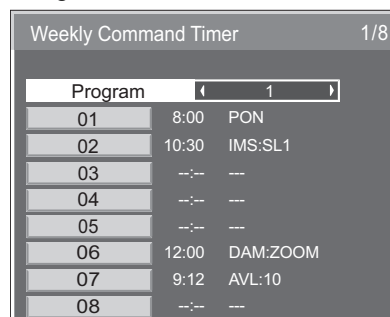 Weekly Command Timer 1/8
Program 1
01 8:00 PON
02 10:30 IMS:SL1
03 --:-- ---
04 --:-- ---
05 --:-- ---
06 12:00 DAM:ZOOM
07 9:12 AVL:10
08 --:-- ---